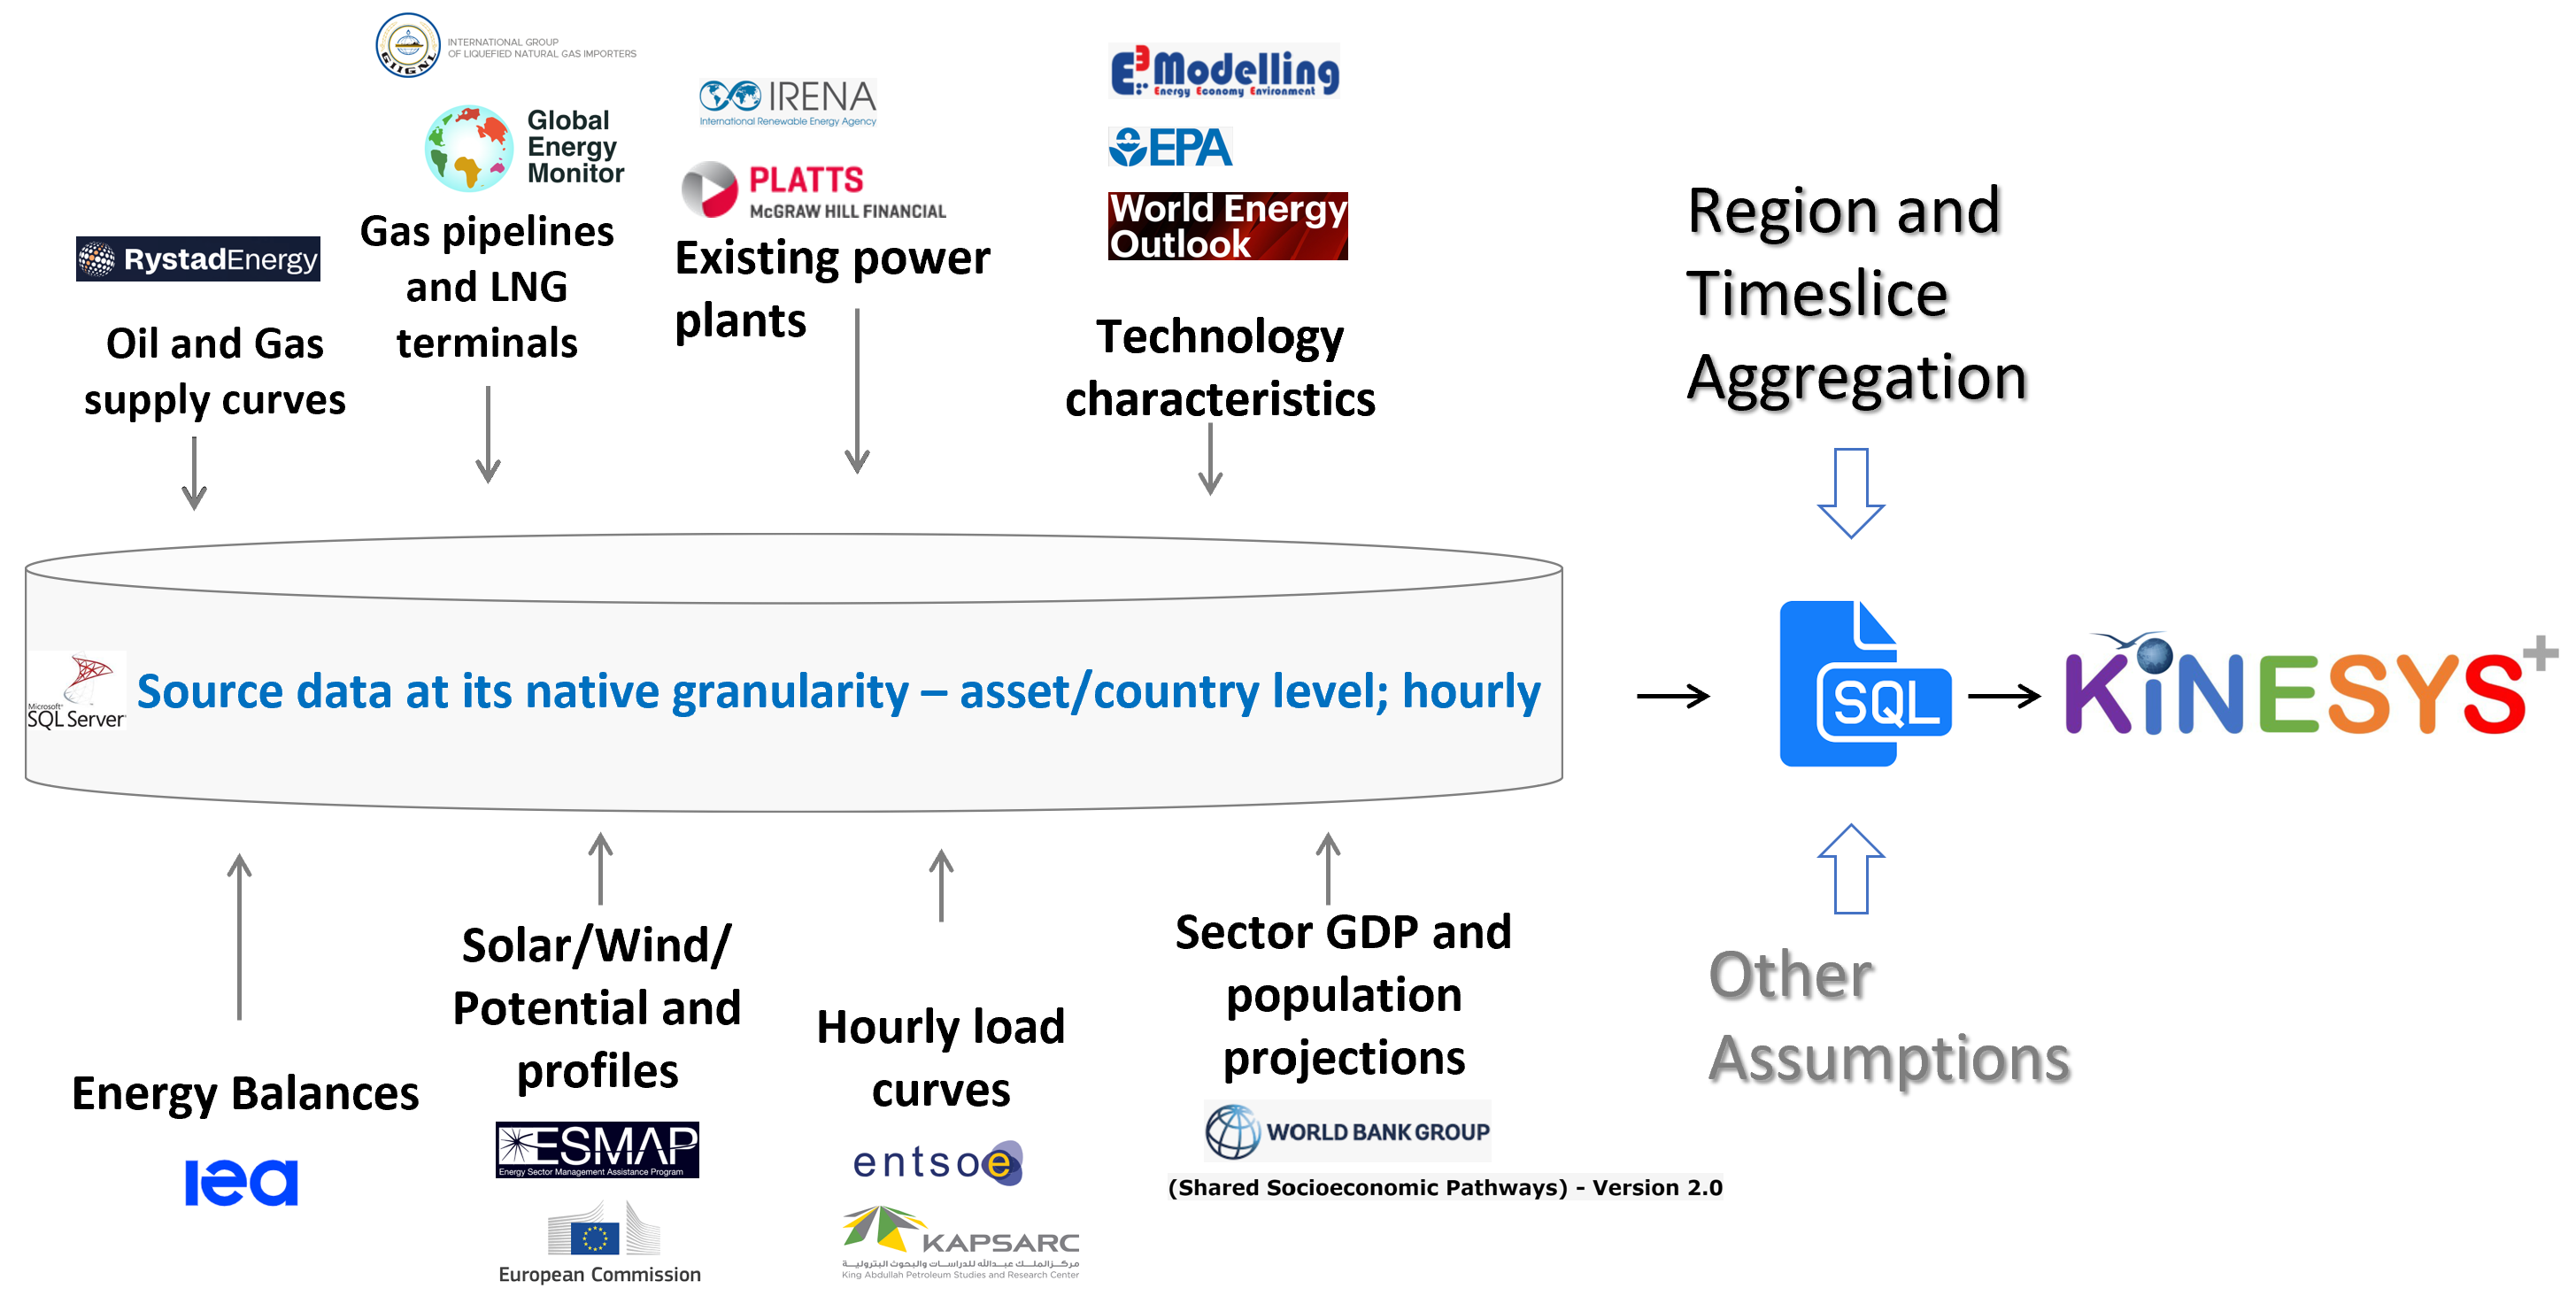 INTERNATIONAL GROUP
OF LIQUEFIED NATURAL GAS IMPORTERS
GIIGNL
Global
Energy
Monitor
Gas pipelines
and LNG
terminals
RystadEnergy
Oil and Gas
supply curves
IRENA
International Renewable Energy Agency
PLATTS
McGRAW HILL FINANCIAL
Existing power
plants
E3Modelling
Energy Economy Environment
EPA
World Energy
Outlook
Technology
characteristics
Region and
Timeslice
Aggregation
Microsoft
SQL Server
Source data at its native granularity – asset/country level; hourly
SQL
KiNESYS+
Energy Balances
iea
Solar/Wind/
Potential and
profiles
ESMAP
Energy Sector Management Assistance Program
European Commission
Hourly load
curves
entsoe
KAPSARC
مركز الملك عبدالله للدراسات والبحوث البترولية
King Abdullah Petroleum Studies and Research Center
Sector GDP and
population
projections
WORLD BANK GROUP
(Shared Socioeconomic Pathways) - Version 2.0
Other
Assumptions